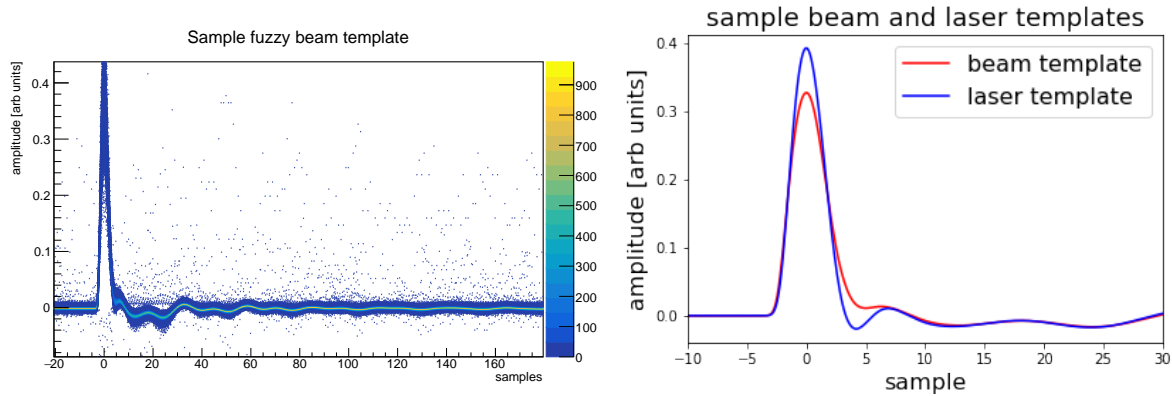 Sample fuzzy beam template
amplitude [arb units]
0.4
0.3
0.2
0.1
0
−20 0 20 40 60 80 100 120 140 160
samples
900
800
700
600
500
400
300
200
100
0
sample beam and laser templates
amplitude [arb units]
0.4
0.3
0.2
0.1
0.0
beam template
laser template
−10 −5 0 5 10 15 20 25 30
sample